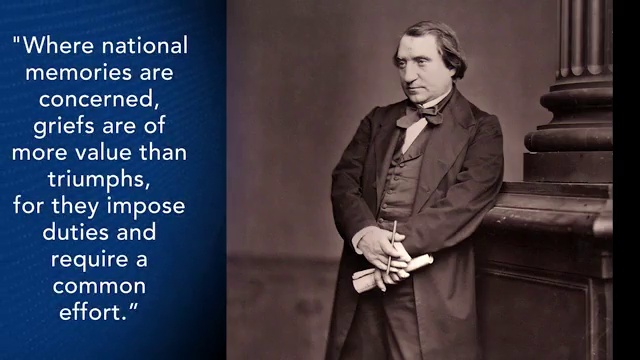 "Where national
memories are
concerned,
griefs are of
more value than
triumphs,
for they impose
duties and
require a
common
effort.”